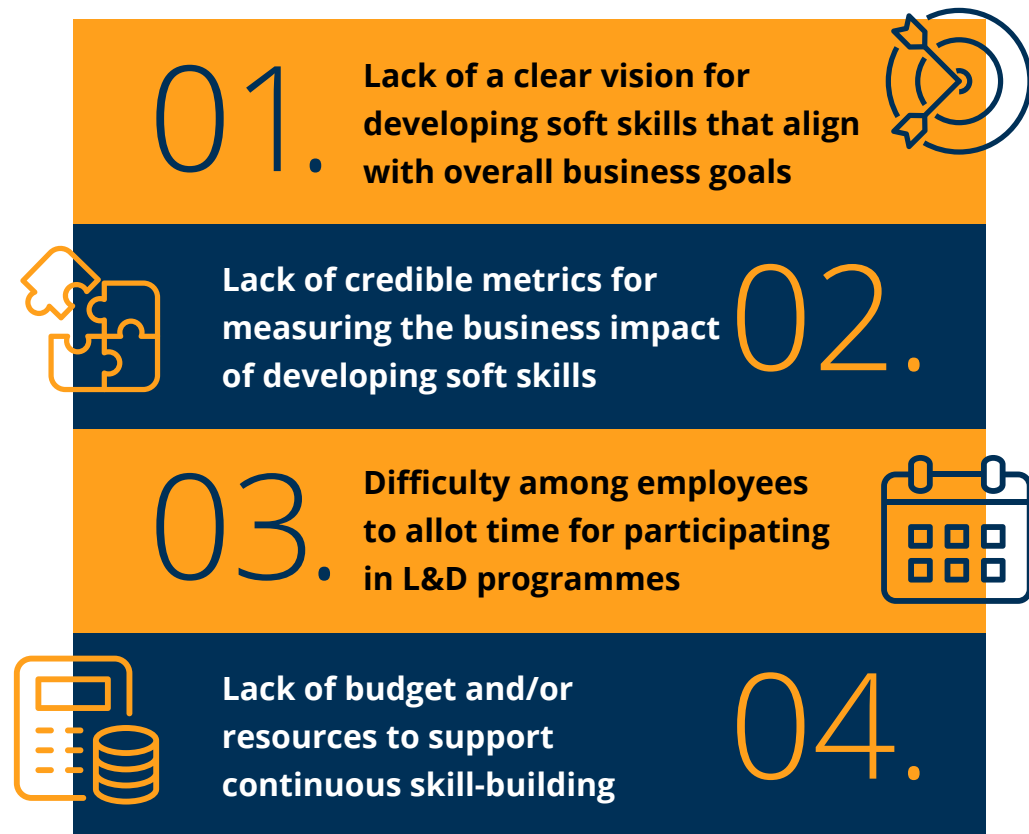 01.
Lack of a clear vision for
developing soft skills that align
with overall business goals
Lack of credible metrics for
measuring the business impact
of developing soft skills
02.
03.
Difficulty among employees
to allot time for participating
in L&D programmes
Lack of budget and/or
resources to support
continuous skill-building
04.